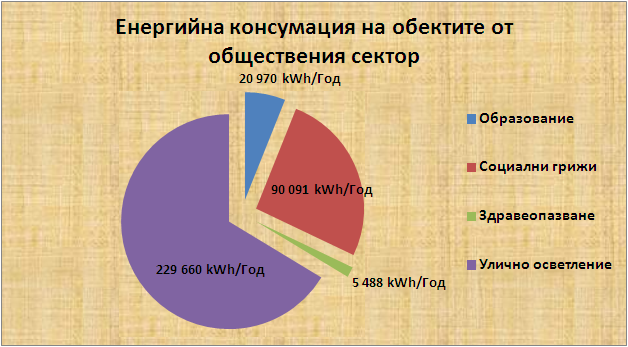 Енергийна консумация на обектите от
обществения сектор
20 970 kWh/Год
90 091 kWh/Год
5 488 kWh/Год
229 660 kWh/Год
Образование
Социални грижи
Здравеопазване
Улично осветление